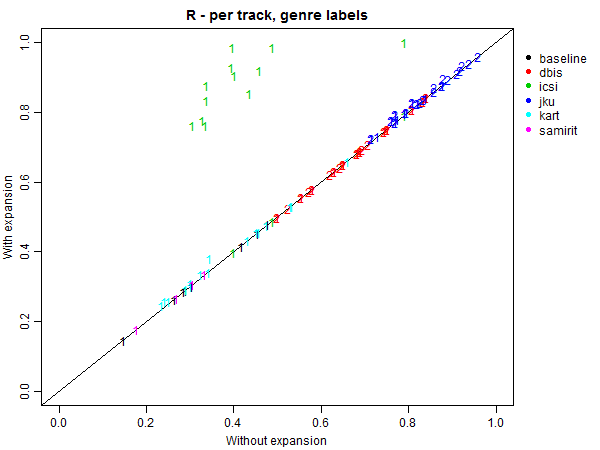 R - per track, genre labels
With expansion
1.0
0.8
0.6
0.4
0.2
0.0
0.0 0.2 0.4 0.6 0.8 1.0
Without expansion
baseline
dbis
icsi
jku
kart
samirit